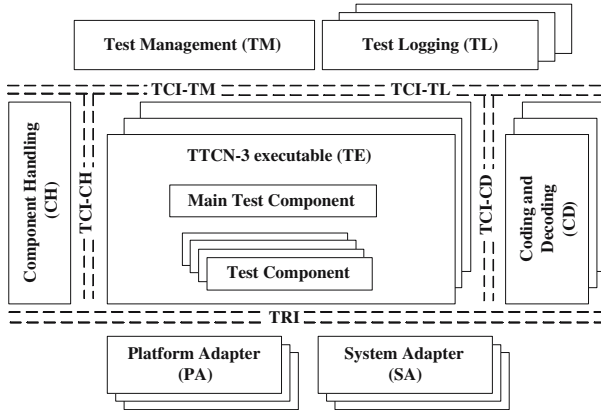 Test Management (TM)
Test Logging (TL)
TCI-TM
TCI-TL
Component Handling
(CH)
TCI-CH
TTCN-3 executable (TE)
Main Test Component
Test Component
TCI-CD
Coding and
Decoding
(CD)
TRI
Platform Adapter
(PA)
System Adapter
(SA)